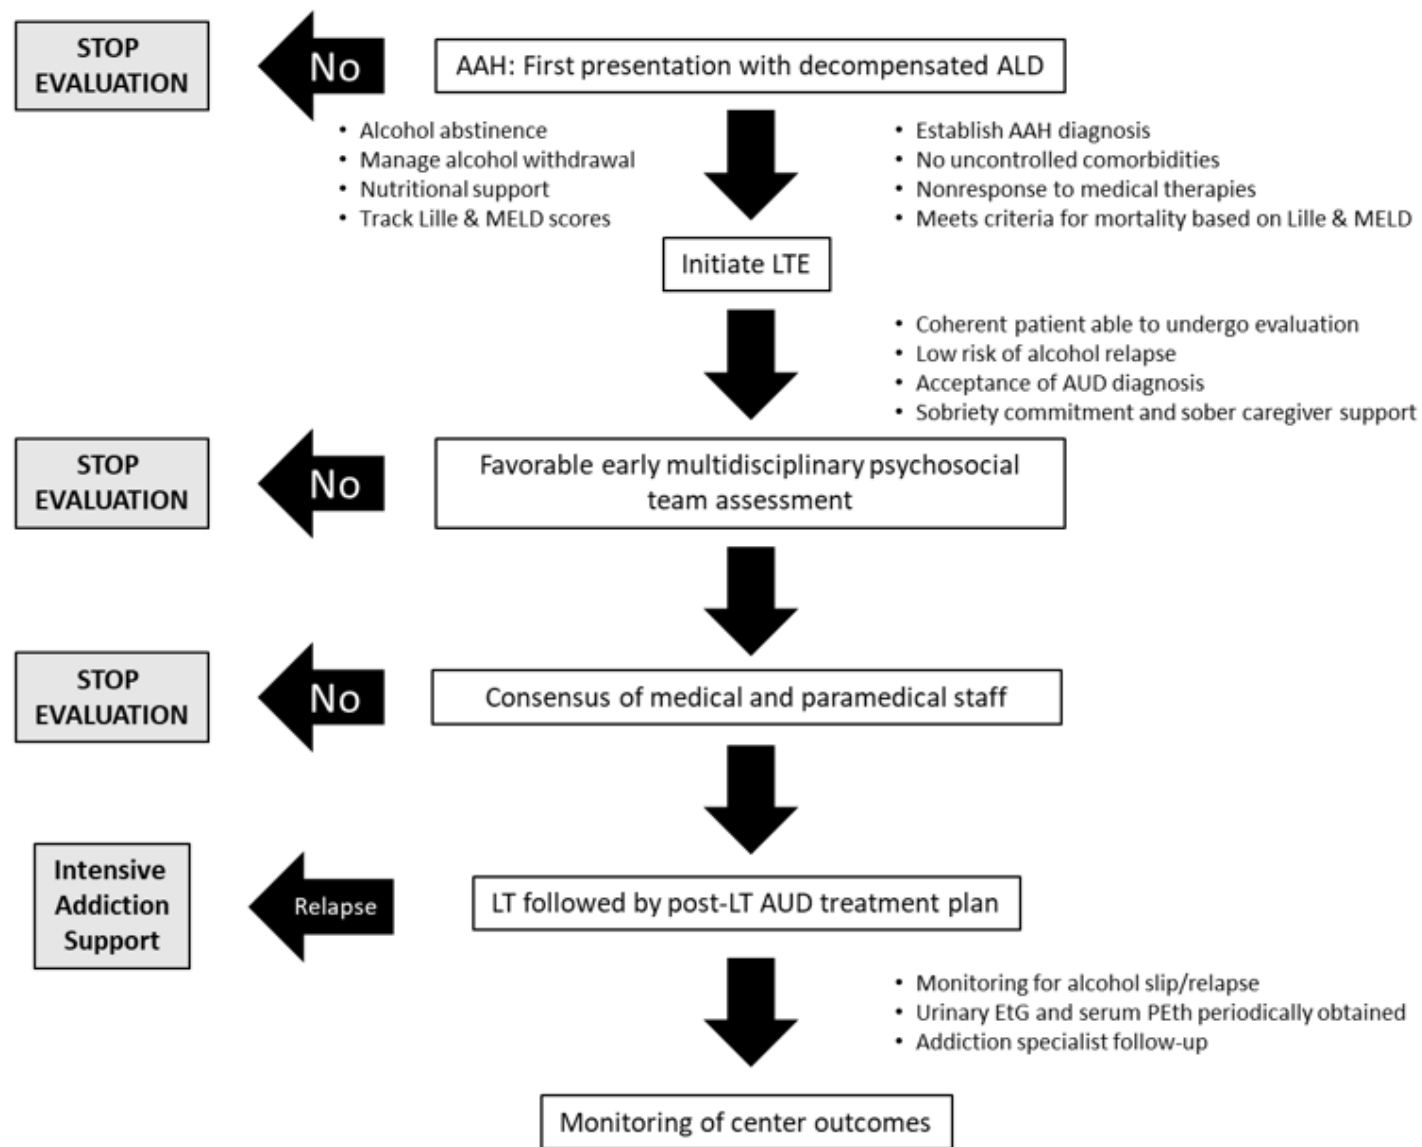 STOP
EVALUATION
No
AAH: First presentation with decompensated ALD
• Alcohol abstinence
• Manage alcohol withdrawal
• Nutritional support
• Track Lille & MELD scores
• Establish AAH diagnosis
• No uncontrolled comorbidities
• Nonresponse to medical therapies
• Meets criteria for mortality based on Lille & MELD
Initiate LTE
• Coherent patient able to undergo evaluation
• Low risk of alcohol relapse
• Acceptance of AUD diagnosis
• Sobriety commitment and sober caregiver support
STOP
EVALUATION
No
Favorable early multidisciplinary psychosocial
team assessment
STOP
EVALUATION
No
Consensus of medical and paramedical staff
Intensive
Addiction
Support
Relapse
LT followed by post-LT AUD treatment plan
• Monitoring for alcohol slip/relapse
• Urinary EtG and serum PEth periodically obtained
• Addiction specialist follow-up
Monitoring of center outcomes